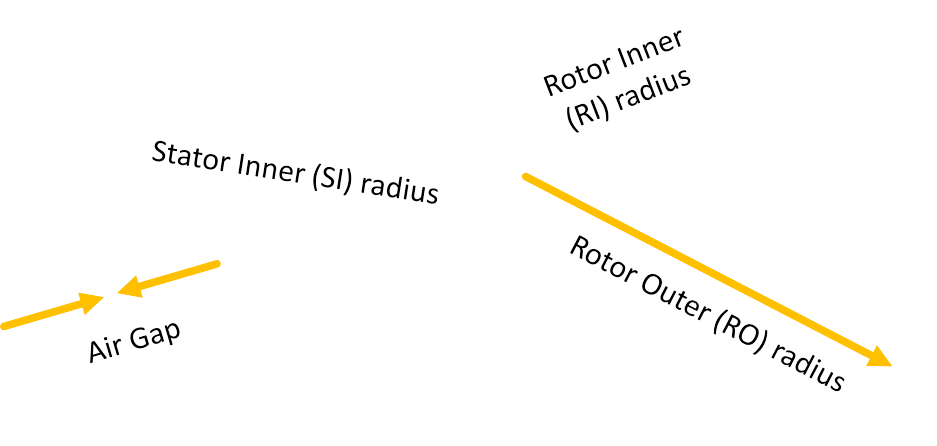 Rotor Inner
(RI) radius
Stator Inner (SI) radius
Rotor Outer (RO) radius
Air Gap